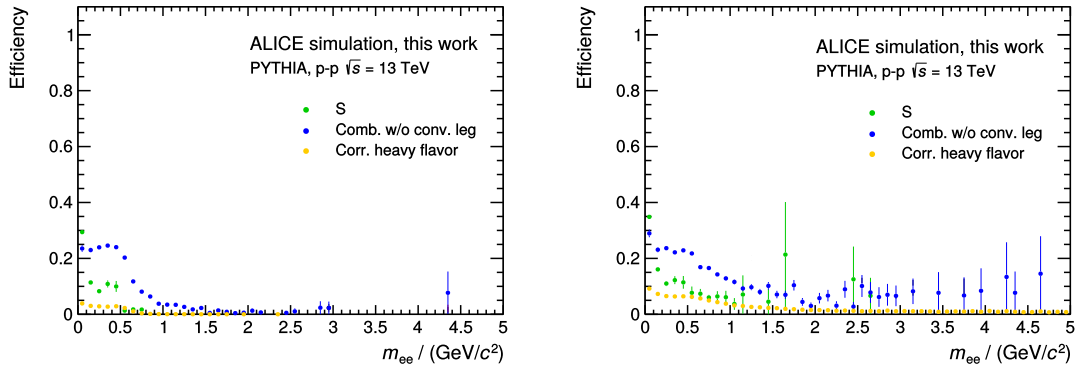 Efficiency
1
0.8
0.6
0.4
0.2
0
ALICE simulation, this work
PYTHIA, p-p √s = 13 TeV
S
Comb. w/o conv. leg
Corr. heavy flavor
0 0.5 1 1.5 2 2.5 3 3.5 4 4.5 5
mee / (GeV/c²)
Efficiency
1
0.8
0.6
0.4
0.2
0
ALICE simulation, this work
PYTHIA, p-p √s = 13 TeV
S
Comb. w/o conv. leg
Corr. heavy flavor
0 0.5 1 1.5 2 2.5 3 3.5 4 4.5 5
mee / (GeV/c²)